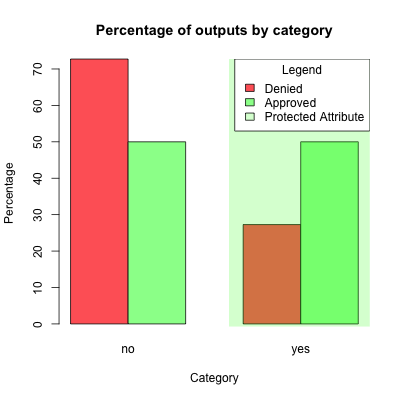 Percentage of outputs by category
Percentage
70
60
50
40
30
20
10
0
Legend
Denied
Approved
Protected Attribute
no
yes
Category